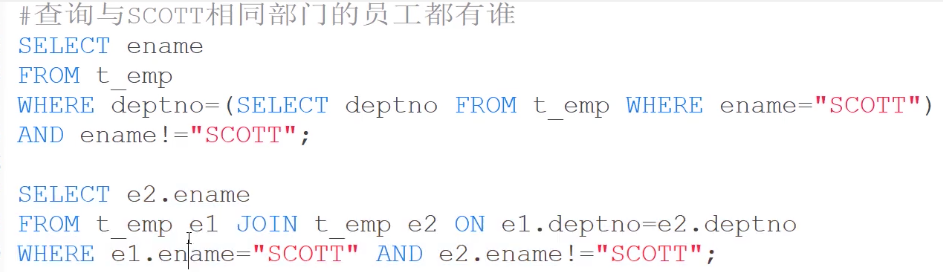 #查询与SCOTT相同部门的员工都有谁
SELECT ename
FROM t_emp
WHERE deptno=(SELECT deptno FROM t_emp WHERE ename="SCOTT")
AND ename!="SCOTT";
SELECT e2.ename
FROM t_emp e1 JOIN t_emp e2 ON e1.deptno=e2.deptno
WHERE e1.ename="SCOTT" AND e2.ename!="SCOTT";